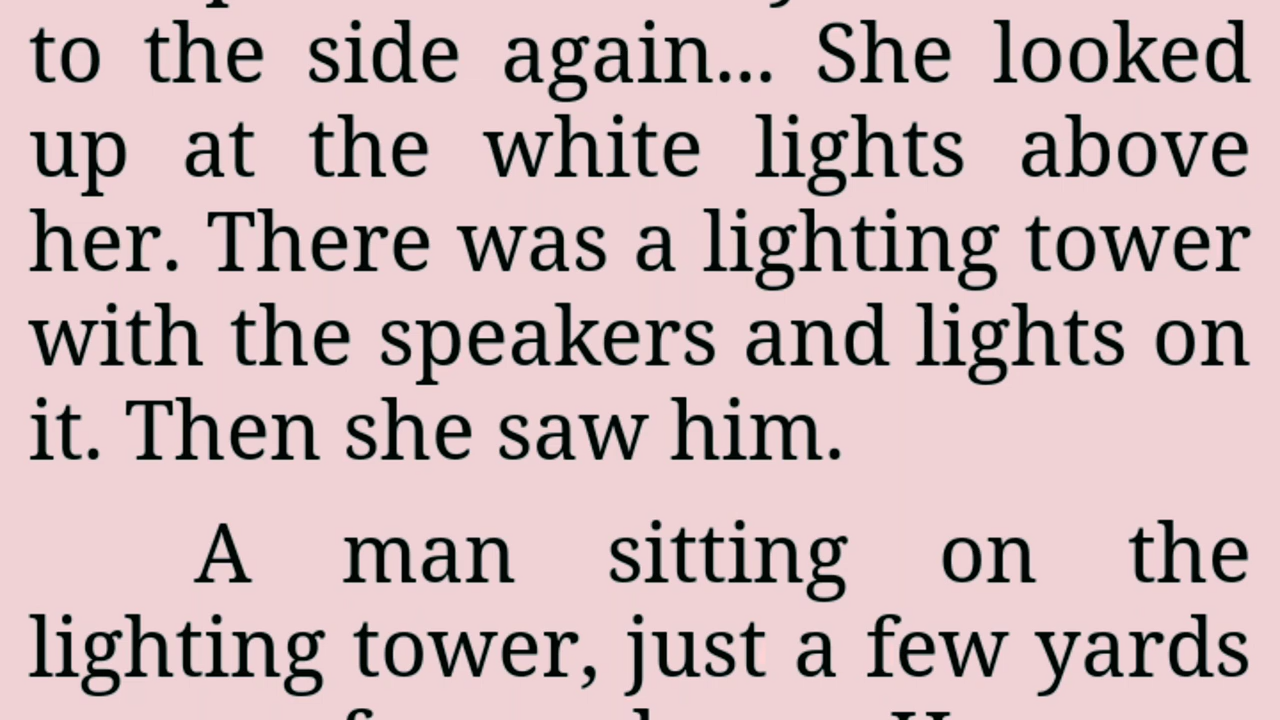 to the side again... She looked
up at the white lights above
her. There was a lighting tower
with the speakers and lights on
it. Then she saw him.
A man sitting on the
lighting tower, just a few yards